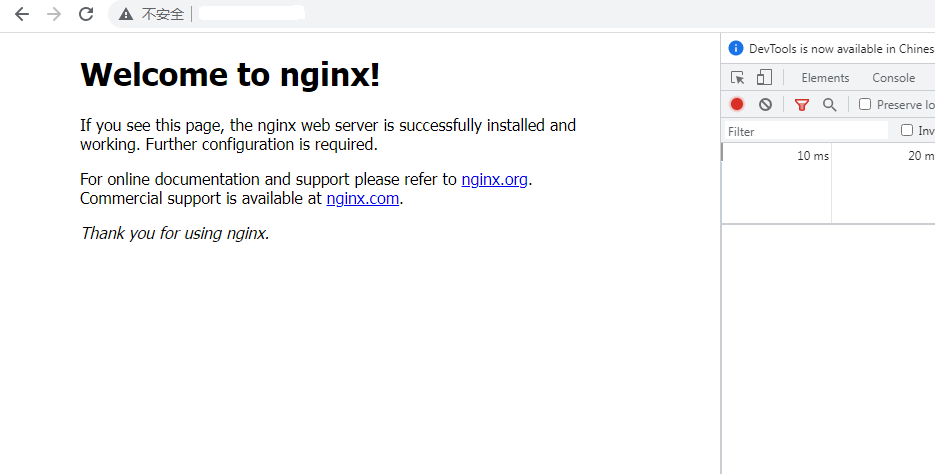 不安全
Welcome to nginx!
If you see this page, the nginx web server is successfully installed and
working. Further configuration is required.
For online documentation and support please refer to nginx.org.
Commercial support is available at nginx.com.
Thank you for using nginx.
DevTools is now available in Chinese
Elements Console
Preserve lo
Filter
Inv
10 ms
20 m